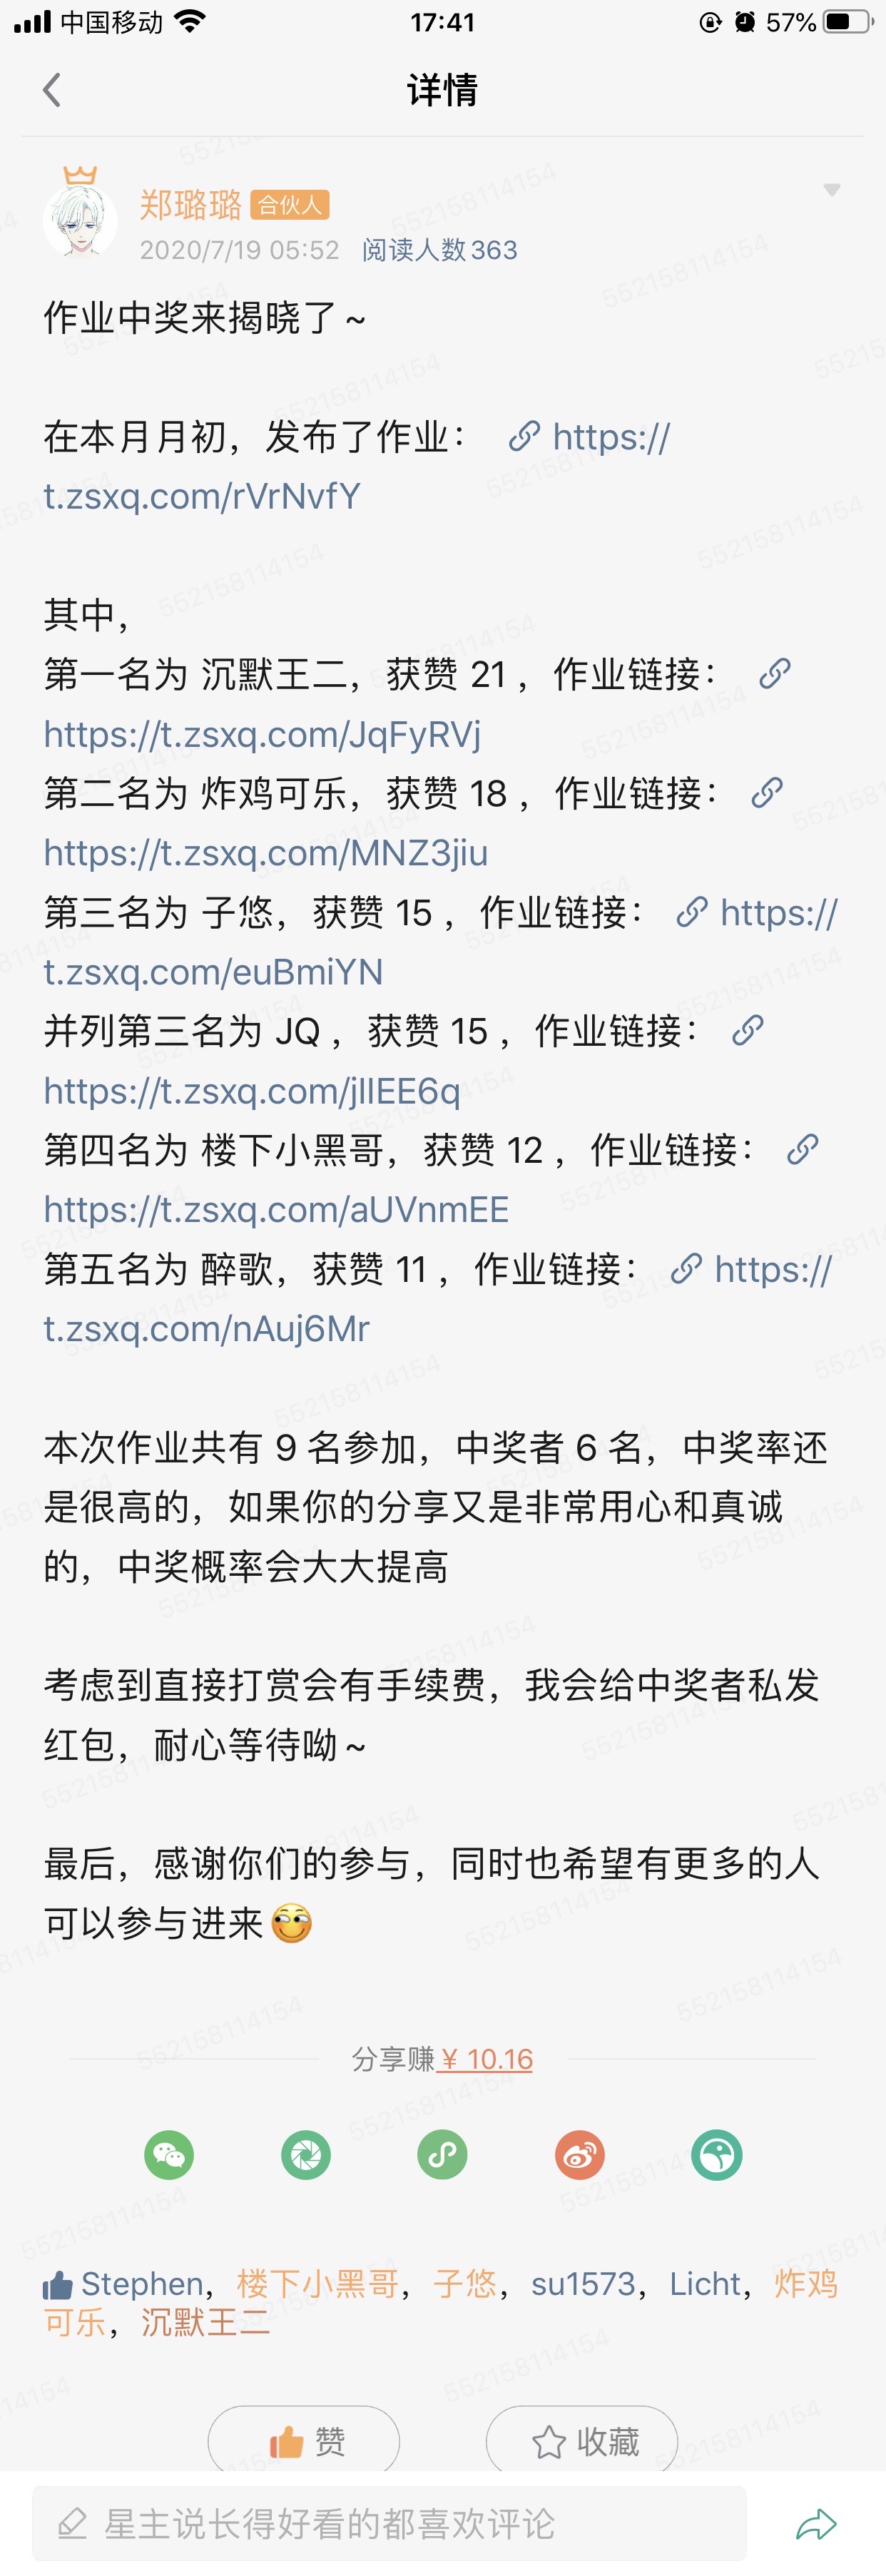 中国移动 17:41 57%
详情
郑璐璐 合伙人
2020/7/19 05:52 阅读人数363
作业中奖来揭晓了~
在本月月初，发布了作业： https://
t.zsxq.com/rVrNvfY
其中，
第一名为 沉默王二，获赞 21 ，作业链接：
https://t.zsxq.com/JqFyRVj
第二名为 炸鸡可乐，获赞 18 ，作业链接：
https://t.zsxq.com/MNZ3jiu
第三名为 子悠，获赞 15 ，作业链接： https://
t.zsxq.com/euBmiYN
并列第三名为 JQ ，获赞 15 ，作业链接：
https://t.zsxq.com/jIIEE6q
第四名为 楼下小黑哥，获赞 12 ，作业链接：
https://t.zsxq.com/aUVnmEE
第五名为 醉歌，获赞 11 ，作业链接： https://
t.zsxq.com/nAuj6Mr
本次作业共有 9 名参加，中奖者 6 名，中奖率还
是很高的，如果你的分享又是非常用心和真诚
的，中奖概率会大大提高
考虑到直接打赏会有手续费，我会给中奖者私发
红包，耐心等待呦~
最后，感谢你们的参与，同时也希望有更多的人
可以参与进来
分享赚 ¥ 10.16
Stephen，楼下小黑哥，子悠，su1573，Licht，炸鸡
可乐，沉默王二
赞 收藏
星主说长得好看的都喜欢评论
552158114154